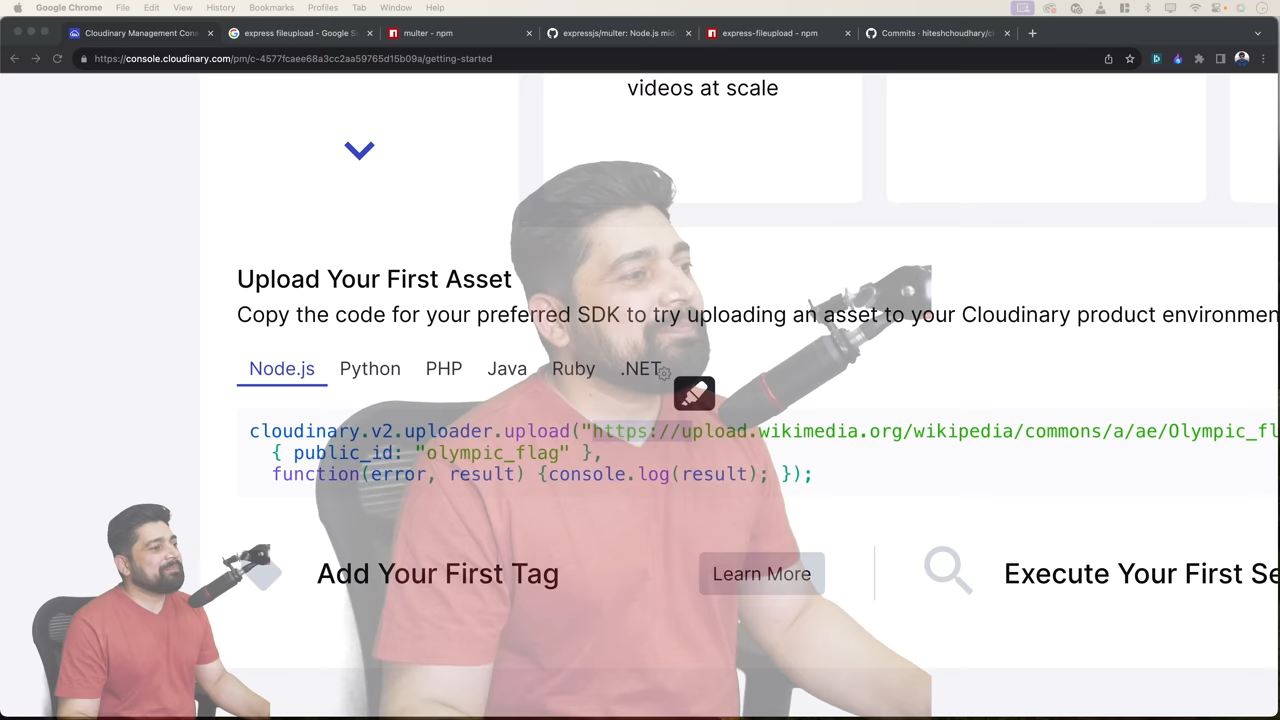 Google Chrome File Edit View History Bookmarks Profiles Tab Window Help
Cloudinary Management Con express fileupload - Google S multer - npm expressjs/multer: Node.js mid express-fileupload - npm Commits · hiteshchoudhary/c
https://console.cloudinary.com/pm/c-4577fcaee68a3cc2aa59765d15b09a/getting-started
videos at scale
Upload Your First Asset
Copy the code for your preferred SDK to try uploading an asset to your Cloudinary product environmen
Node.js Python PHP Java Ruby .NET
cloudinary.v2.uploader.upload("https://upload.wikimedia.org/wikipedia/commons/a/ae/Olympic_fl
{ public_id: "olympic_flag" },
function(error, result) {console.log(result); });
Add Your First Tag Learn More Execute Your First Se